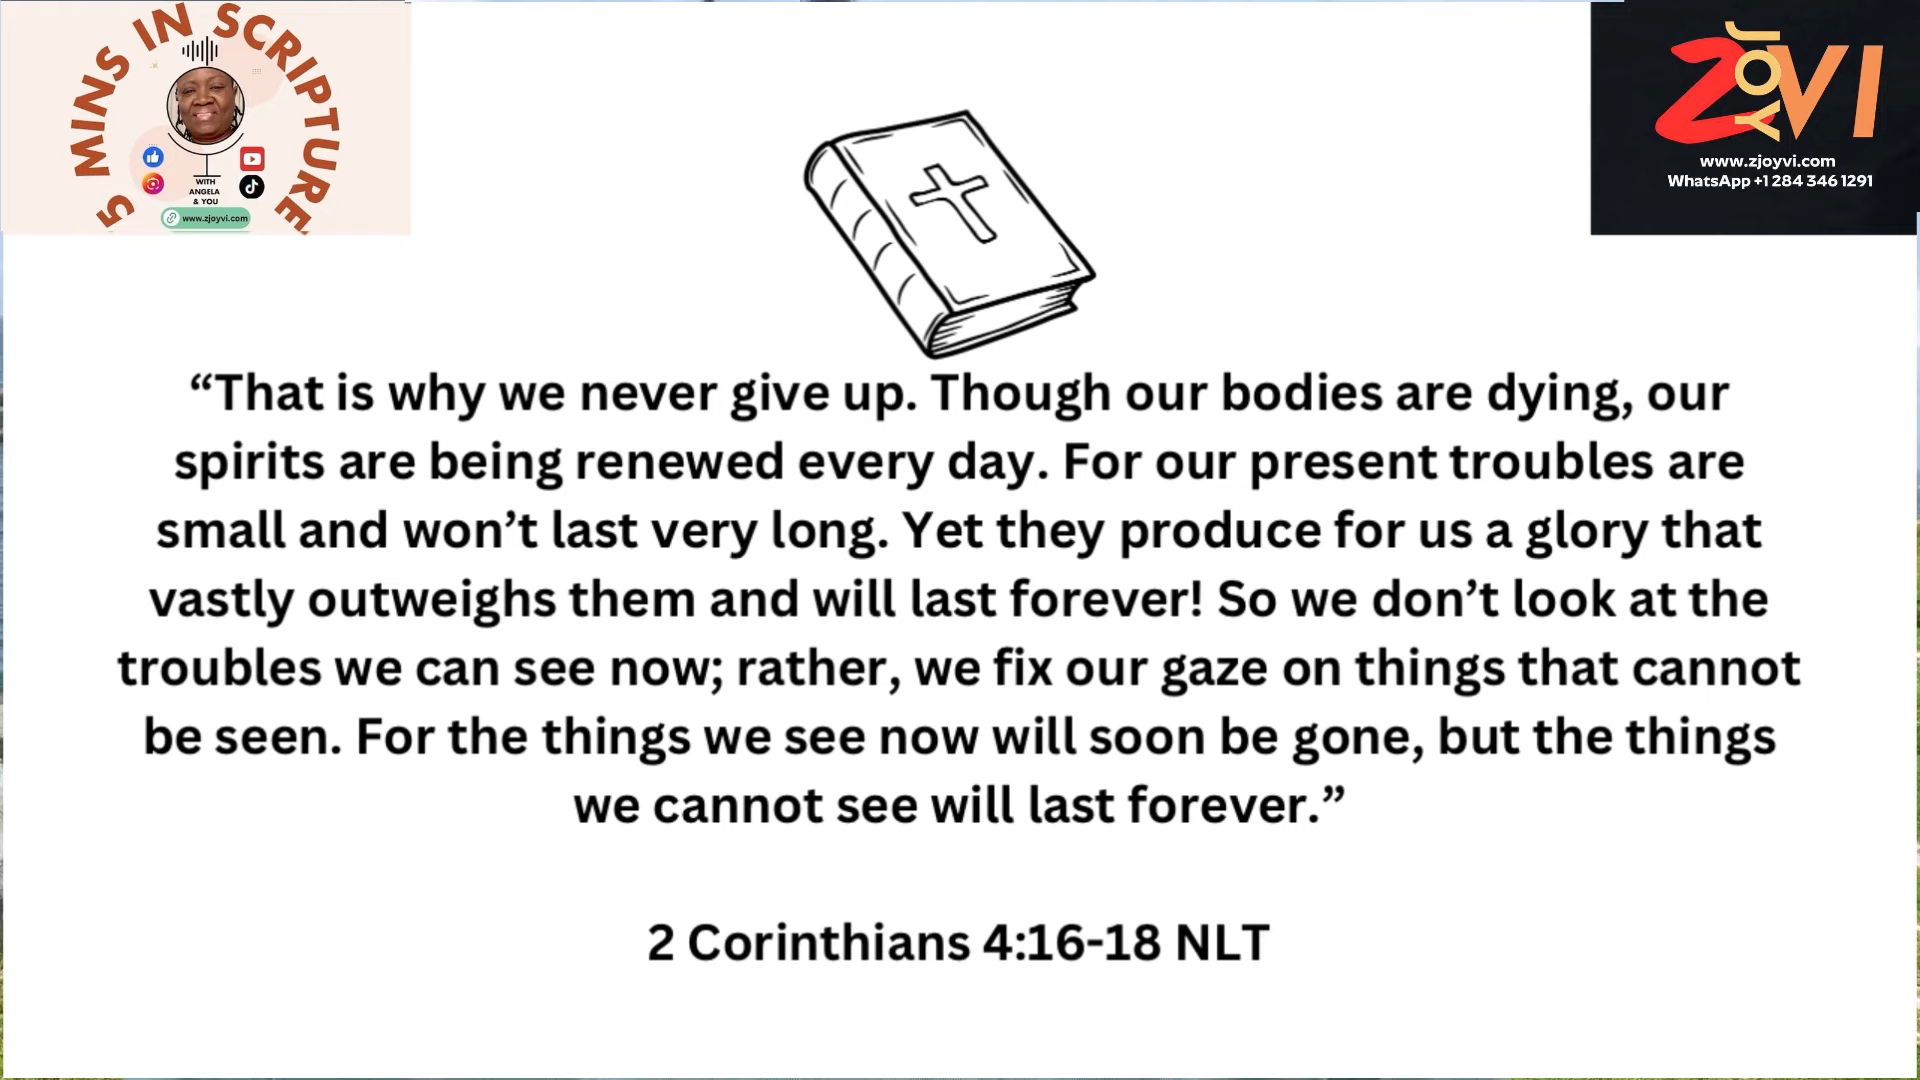 5 MINS IN SCRIPTURE
WITH
ANGELA
& YOU
www.zjoyvi.com
ZJOYVI
www.zjoyvi.com
WhatsApp +1 284 346 1291
“That is why we never give up. Though our bodies are dying, our
spirits are being renewed every day. For our present troubles are
small and won’t last very long. Yet they produce for us a glory that
vastly outweighs them and will last forever! So we don’t look at the
troubles we can see now; rather, we fix our gaze on things that cannot
be seen. For the things we see now will soon be gone, but the things
we cannot see will last forever.”
2 Corinthians 4:16-18 NLT